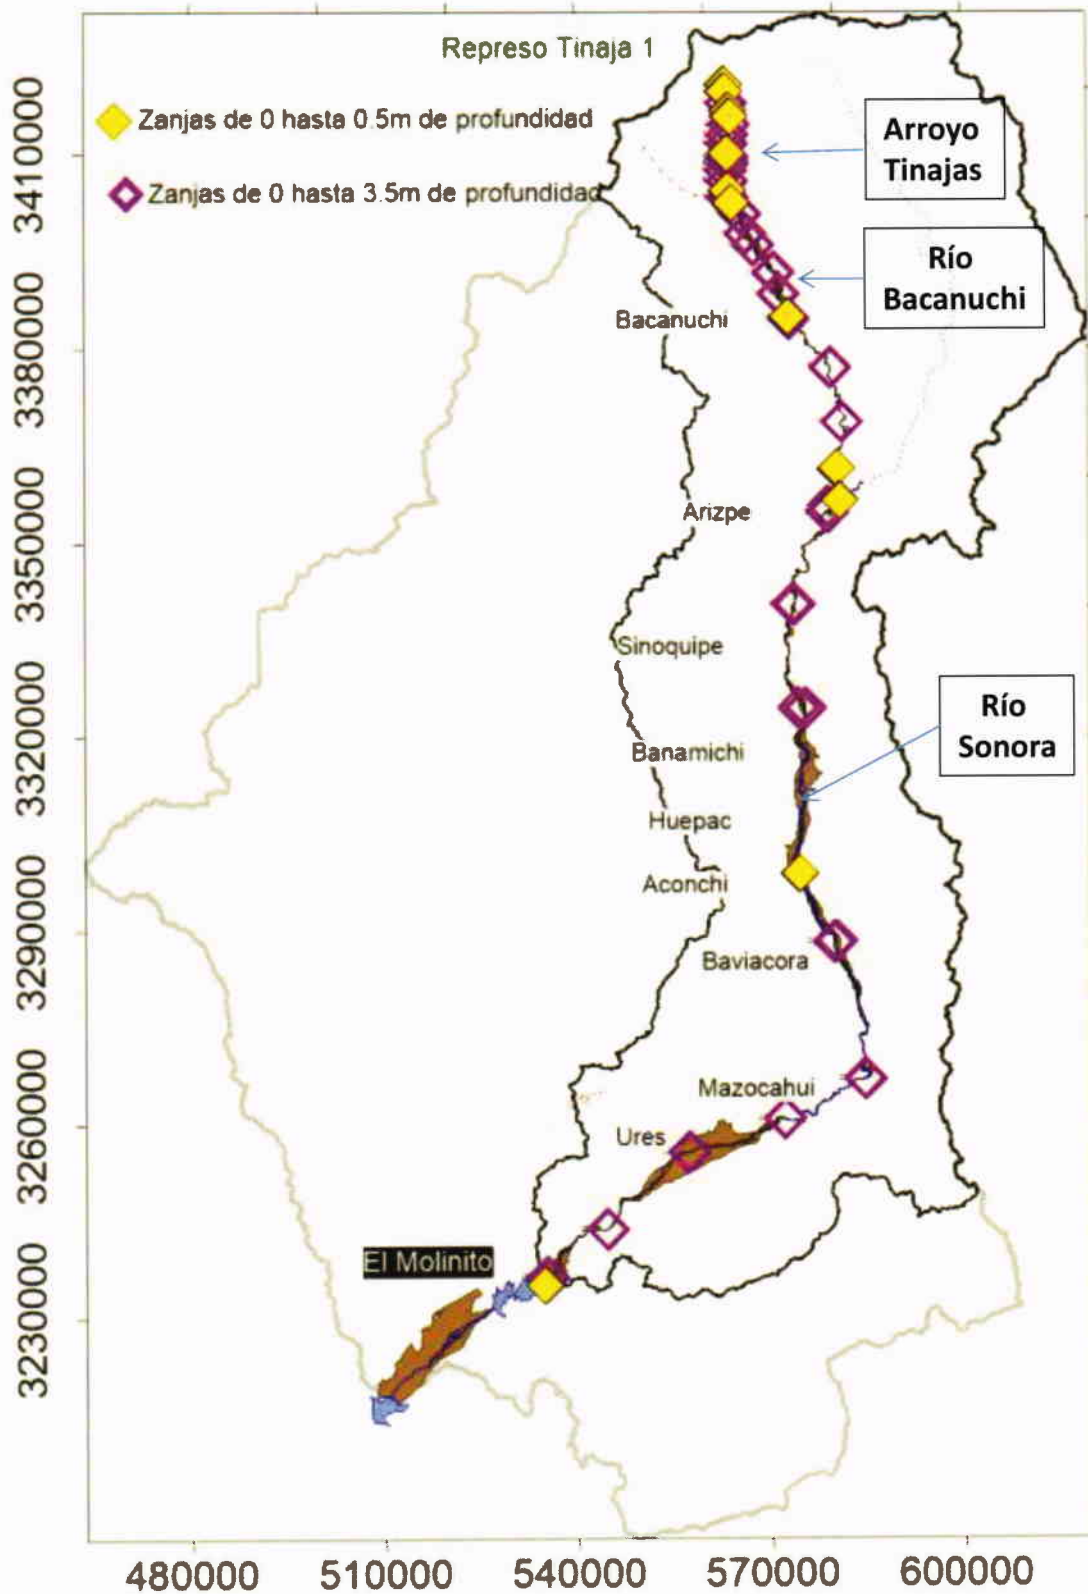 Represo Tinaja 1
Zanjas de 0 hasta 0.5m de profundidad
Zanjas de 0 hasta 3.5m de profundidad
Arroyo
Tinajas
Río
Bacanuchi
Bacanuchi
Arizpe
Sinoquipe
Río
Sonora
Banamichi
Huepac
Aconchi
Baviacora
Mazocahui
Ures
El Molinito
3410000
3380000
3350000
3320000
3290000
3260000
3230000
480000
510000
540000
570000
600000